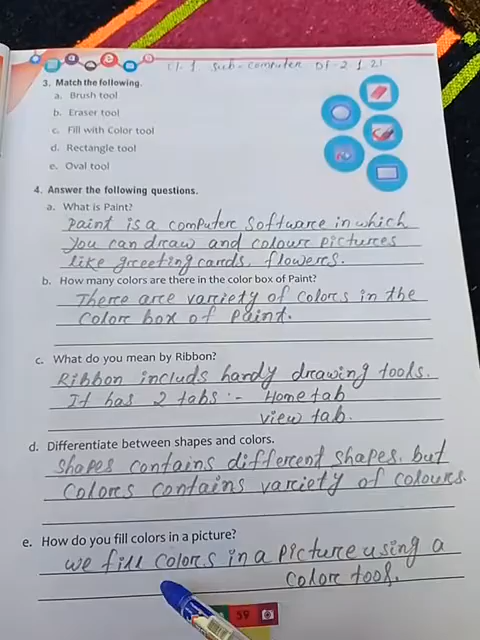 cl-1 Sub-Computer Dt-2.1.21
3. Match the following.
a. Brush tool
b. Eraser tool
c. Fill with Color tool
d. Rectangle tool
e. Oval tool
4. Answer the following questions.
a. What is Paint?
Paint is a computer software in which
you can draw and colour pictures
like greeting cards, flowers.
b. How many colors are there in the color box of Paint?
There are variety of colors in the
color box of paint.
c. What do you mean by Ribbon?
Ribbon includs handy drawing tools.
It has 2 tabs :- Home tab
view tab.
d. Differentiate between shapes and colors.
shapes contains different shapes. but
colors contains variety of colours.
e. How do you fill colors in a picture?
we fill colors in a picture using a
color tool.
59